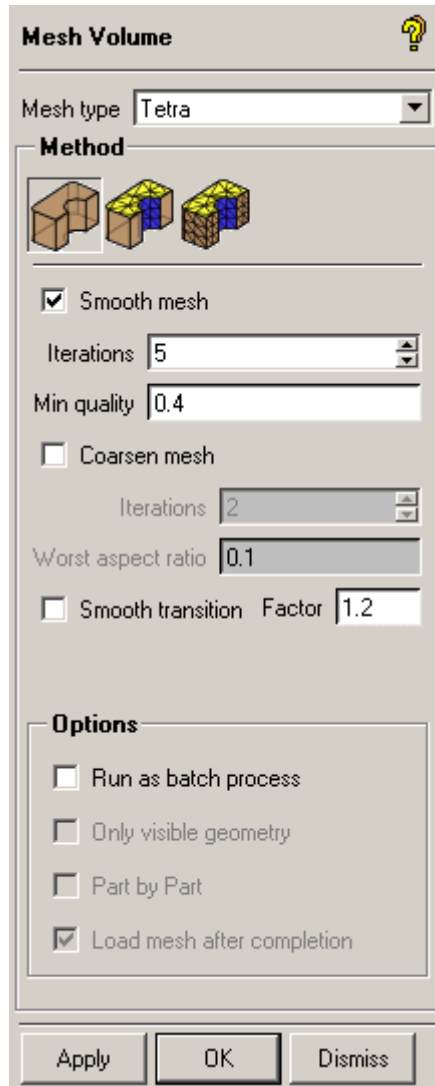 Mesh Volume
Mesh type Tetra
Method
Smooth mesh
Iterations 5
Min quality 0.4
Coarsen mesh
Iterations 2
Worst aspect ratio 0.1
Smooth transition Factor 1.2
Options
Run as batch process
Only visible geometry
Part by Part
Load mesh after completion
Apply OK Dismiss